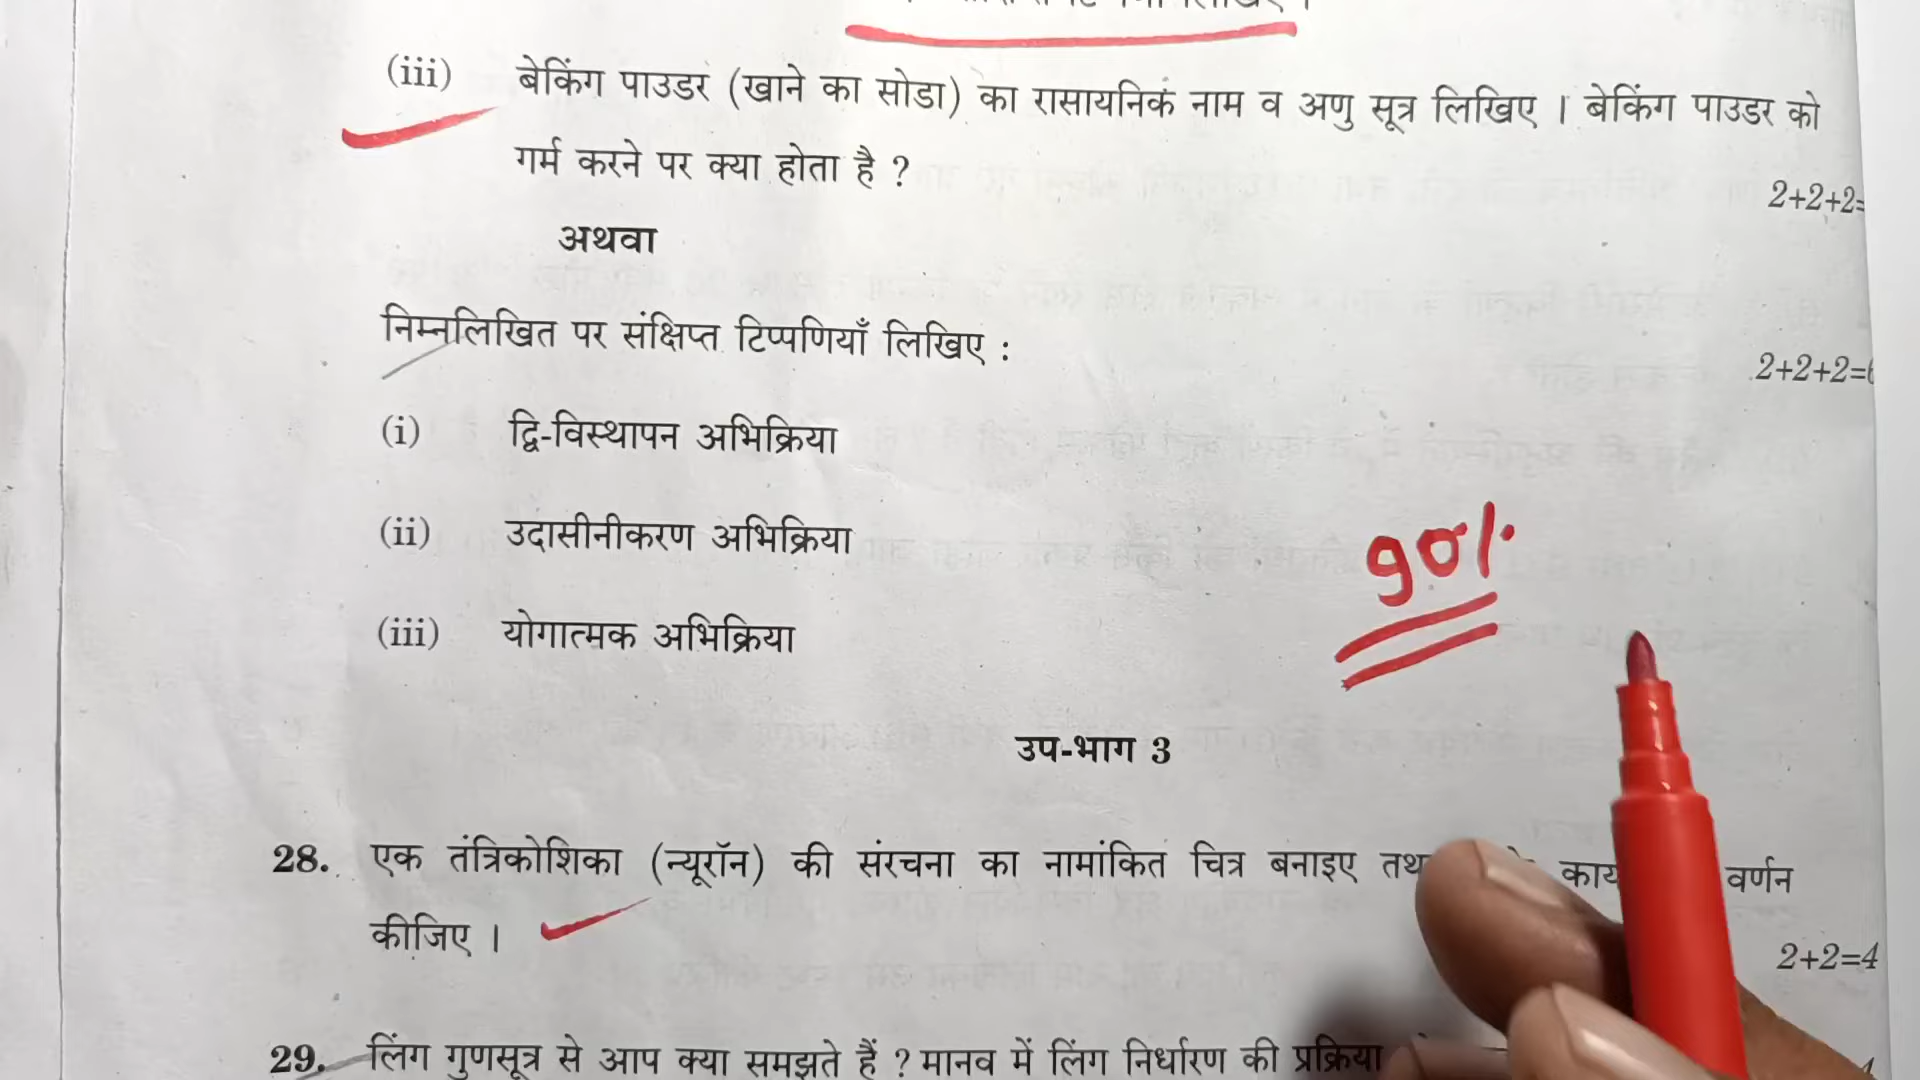 (iii) बेकिंग पाउडर (खाने का सोडा) का रासायनिक नाम व अणु सूत्र लिखिए । बेकिंग पाउडर को
गर्म करने पर क्या होता है ?
2+2+2=
अथवा
निम्नलिखित पर संक्षिप्त टिप्पणियाँ लिखिए :
2+2+2=6
(i) द्वि-विस्थापन अभिक्रिया
(ii) उदासीनीकरण अभिक्रिया
90%
(iii) योगात्मक अभिक्रिया
उप-भाग 3
28. एक तंत्रिकोशिका (न्यूरॉन) की संरचना का नामांकित चित्र बनाइए वर्णन
कीजिए ।
2+2=4
29. लिंग गुणसूत्र से आप क्या समझते हैं ? मानव में लिंग निर्धारण की प्रक्रिया